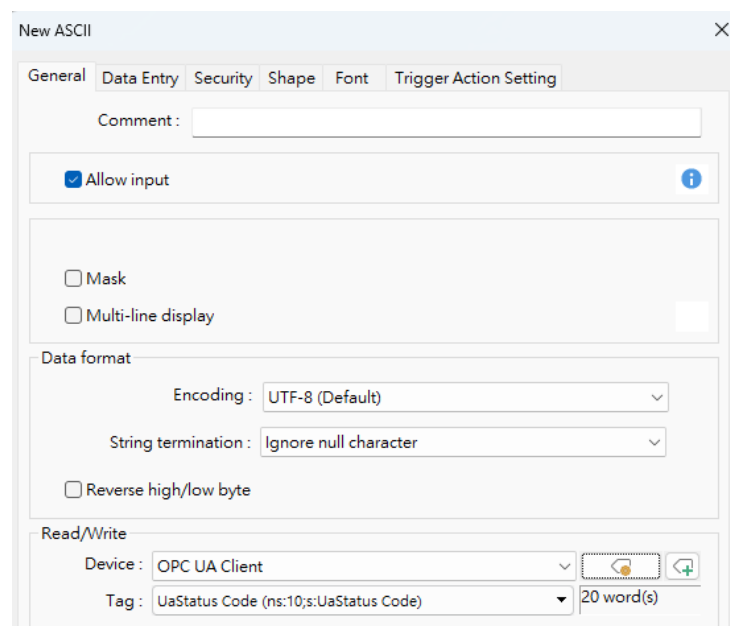 New ASCII
General Data Entry Security Shape Font Trigger Action Setting
Comment :
Allow input
Mask
Multi-line display
Data format
Encoding : UTF-8 (Default)
String termination : Ignore null character
Reverse high/low byte
Read/Write
Device : OPC UA Client
Tag : UaStatus Code (ns:10;s:UaStatus Code) 20 word(s)